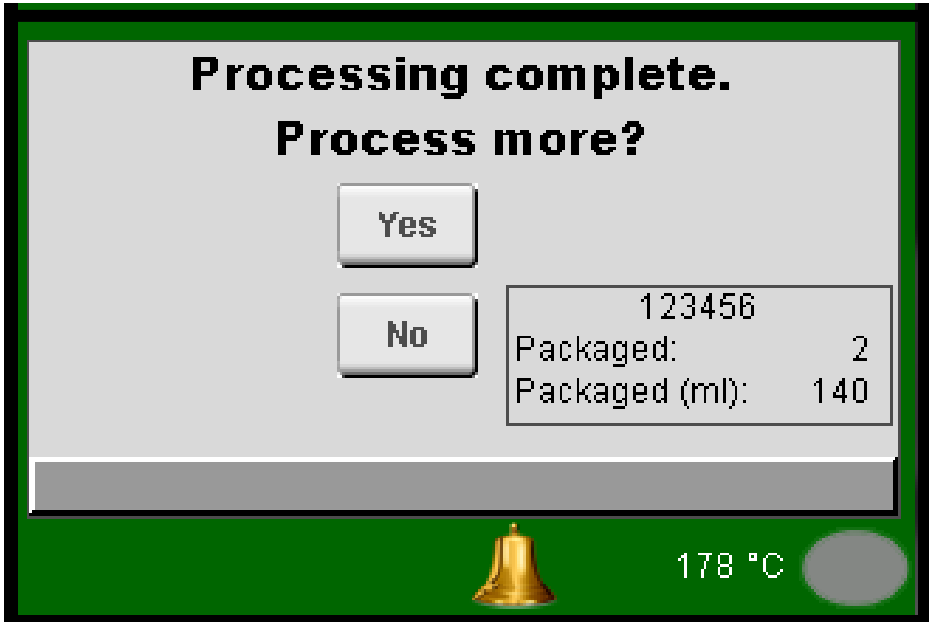 Processing complete.
Process more?
Yes
No
123456
Packaged: 2
Packaged (ml): 140
178 °C